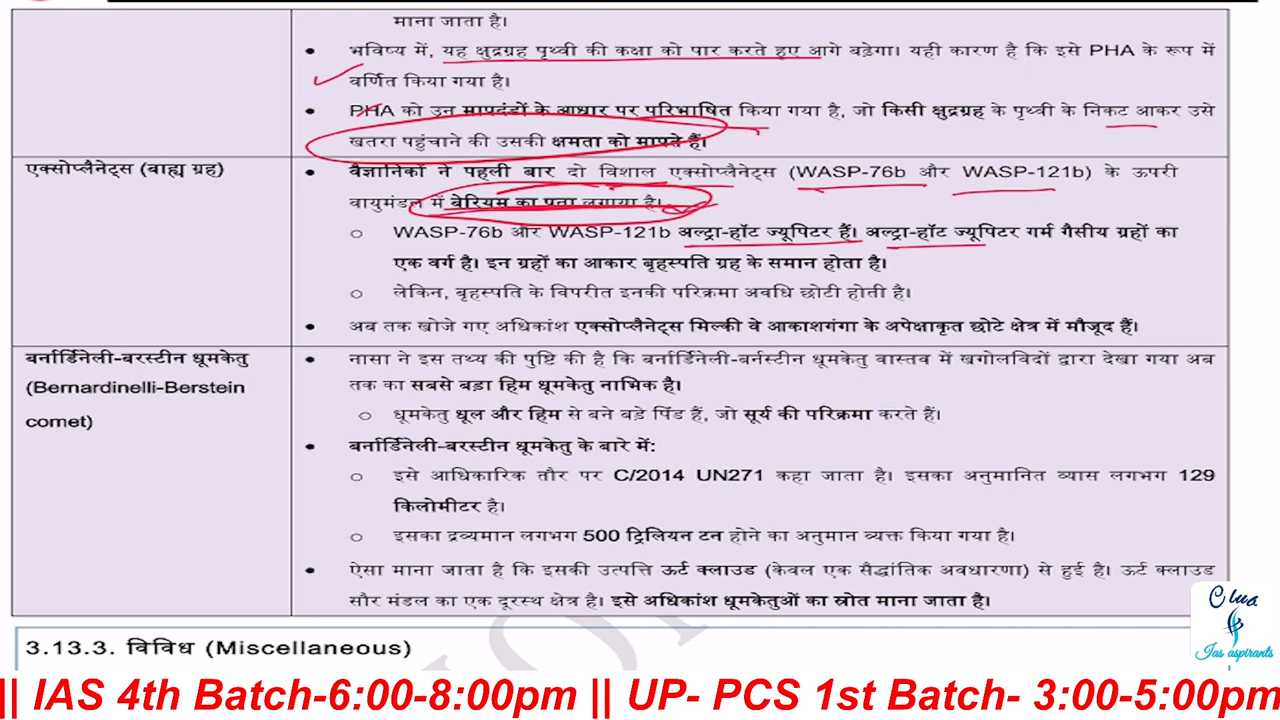 माना जाता है।
• भविष्य में, यह क्षुद्रग्रह पृथ्वी की कक्षा को पार करते हुए आगे बढ़ेगा। यही कारण है कि इसे PHA के रूप में
वर्णित किया गया है।
• PHA को उन मापदंडों के आधार पर परिभाषित किया गया है, जो किसी क्षुद्रग्रह के पृथ्वी के निकट आकर उसे
खतरा पहुंचाने की उसकी क्षमता को मापते हैं।
एक्सोप्लैनेट्स (बाह्य ग्रह)
• वैज्ञानिकों ने पहली बार दो विशाल एक्सोप्लैनेट्स (WASP-76b और WASP-121b) के ऊपरी
वायुमंडल में बेरियम का पता लगाया है।
○ WASP-76b और WASP-121b अल्ट्रा-हॉट ज्यूपिटर हैं। अल्ट्रा-हॉट ज्यूपिटर गर्म गैसीय ग्रहों का
एक वर्ग है। इन ग्रहों का आकार बृहस्पति ग्रह के समान होता है।
○ लेकिन, बृहस्पति के विपरीत इनकी परिक्रमा अवधि छोटी होती है।
• अब तक खोजे गए अधिकांश एक्सोप्लैनेट्स मिल्की वे आकाशगंगा के अपेक्षाकृत छोटे क्षेत्र में मौजूद हैं।
बर्नार्डिनेली-बरस्टीन धूमकेतु
(Bernardinelli-Berstein
comet)
• नासा ने इस तथ्य की पुष्टि की है कि बर्नार्डिनेली-बर्नस्टीन धूमकेतु वास्तव में खगोलविदों द्वारा देखा गया अब
तक का सबसे बड़ा हिम धूमकेतु नाभिक है।
○ धूमकेतु धूल और हिम से बने बड़े पिंड हैं, जो सूर्य की परिक्रमा करते हैं।
• बर्नार्डिनेली-बरस्टीन धूमकेतु के बारे में:
○ इसे आधिकारिक तौर पर C/2014 UN271 कहा जाता है। इसका अनुमानित व्यास लगभग 129
किलोमीटर है।
○ इसका द्रव्यमान लगभग 500 ट्रिलियन टन होने का अनुमान व्यक्त किया गया है।
• ऐसा माना जाता है कि इसकी उत्पत्ति ऊर्ट क्लाउड (केवल एक सैद्धांतिक अवधारणा) से हुई है। ऊर्ट क्लाउड
सौर मंडल का एक दूरस्थ क्षेत्र है। इसे अधिकांश धूमकेतुओं का स्रोत माना जाता है।
3.13.3. विविध (Miscellaneous)
Clue
Ias aspirants
|| IAS 4th Batch-6:00-8:00pm || UP- PCS 1st Batch- 3:00-5:00pm